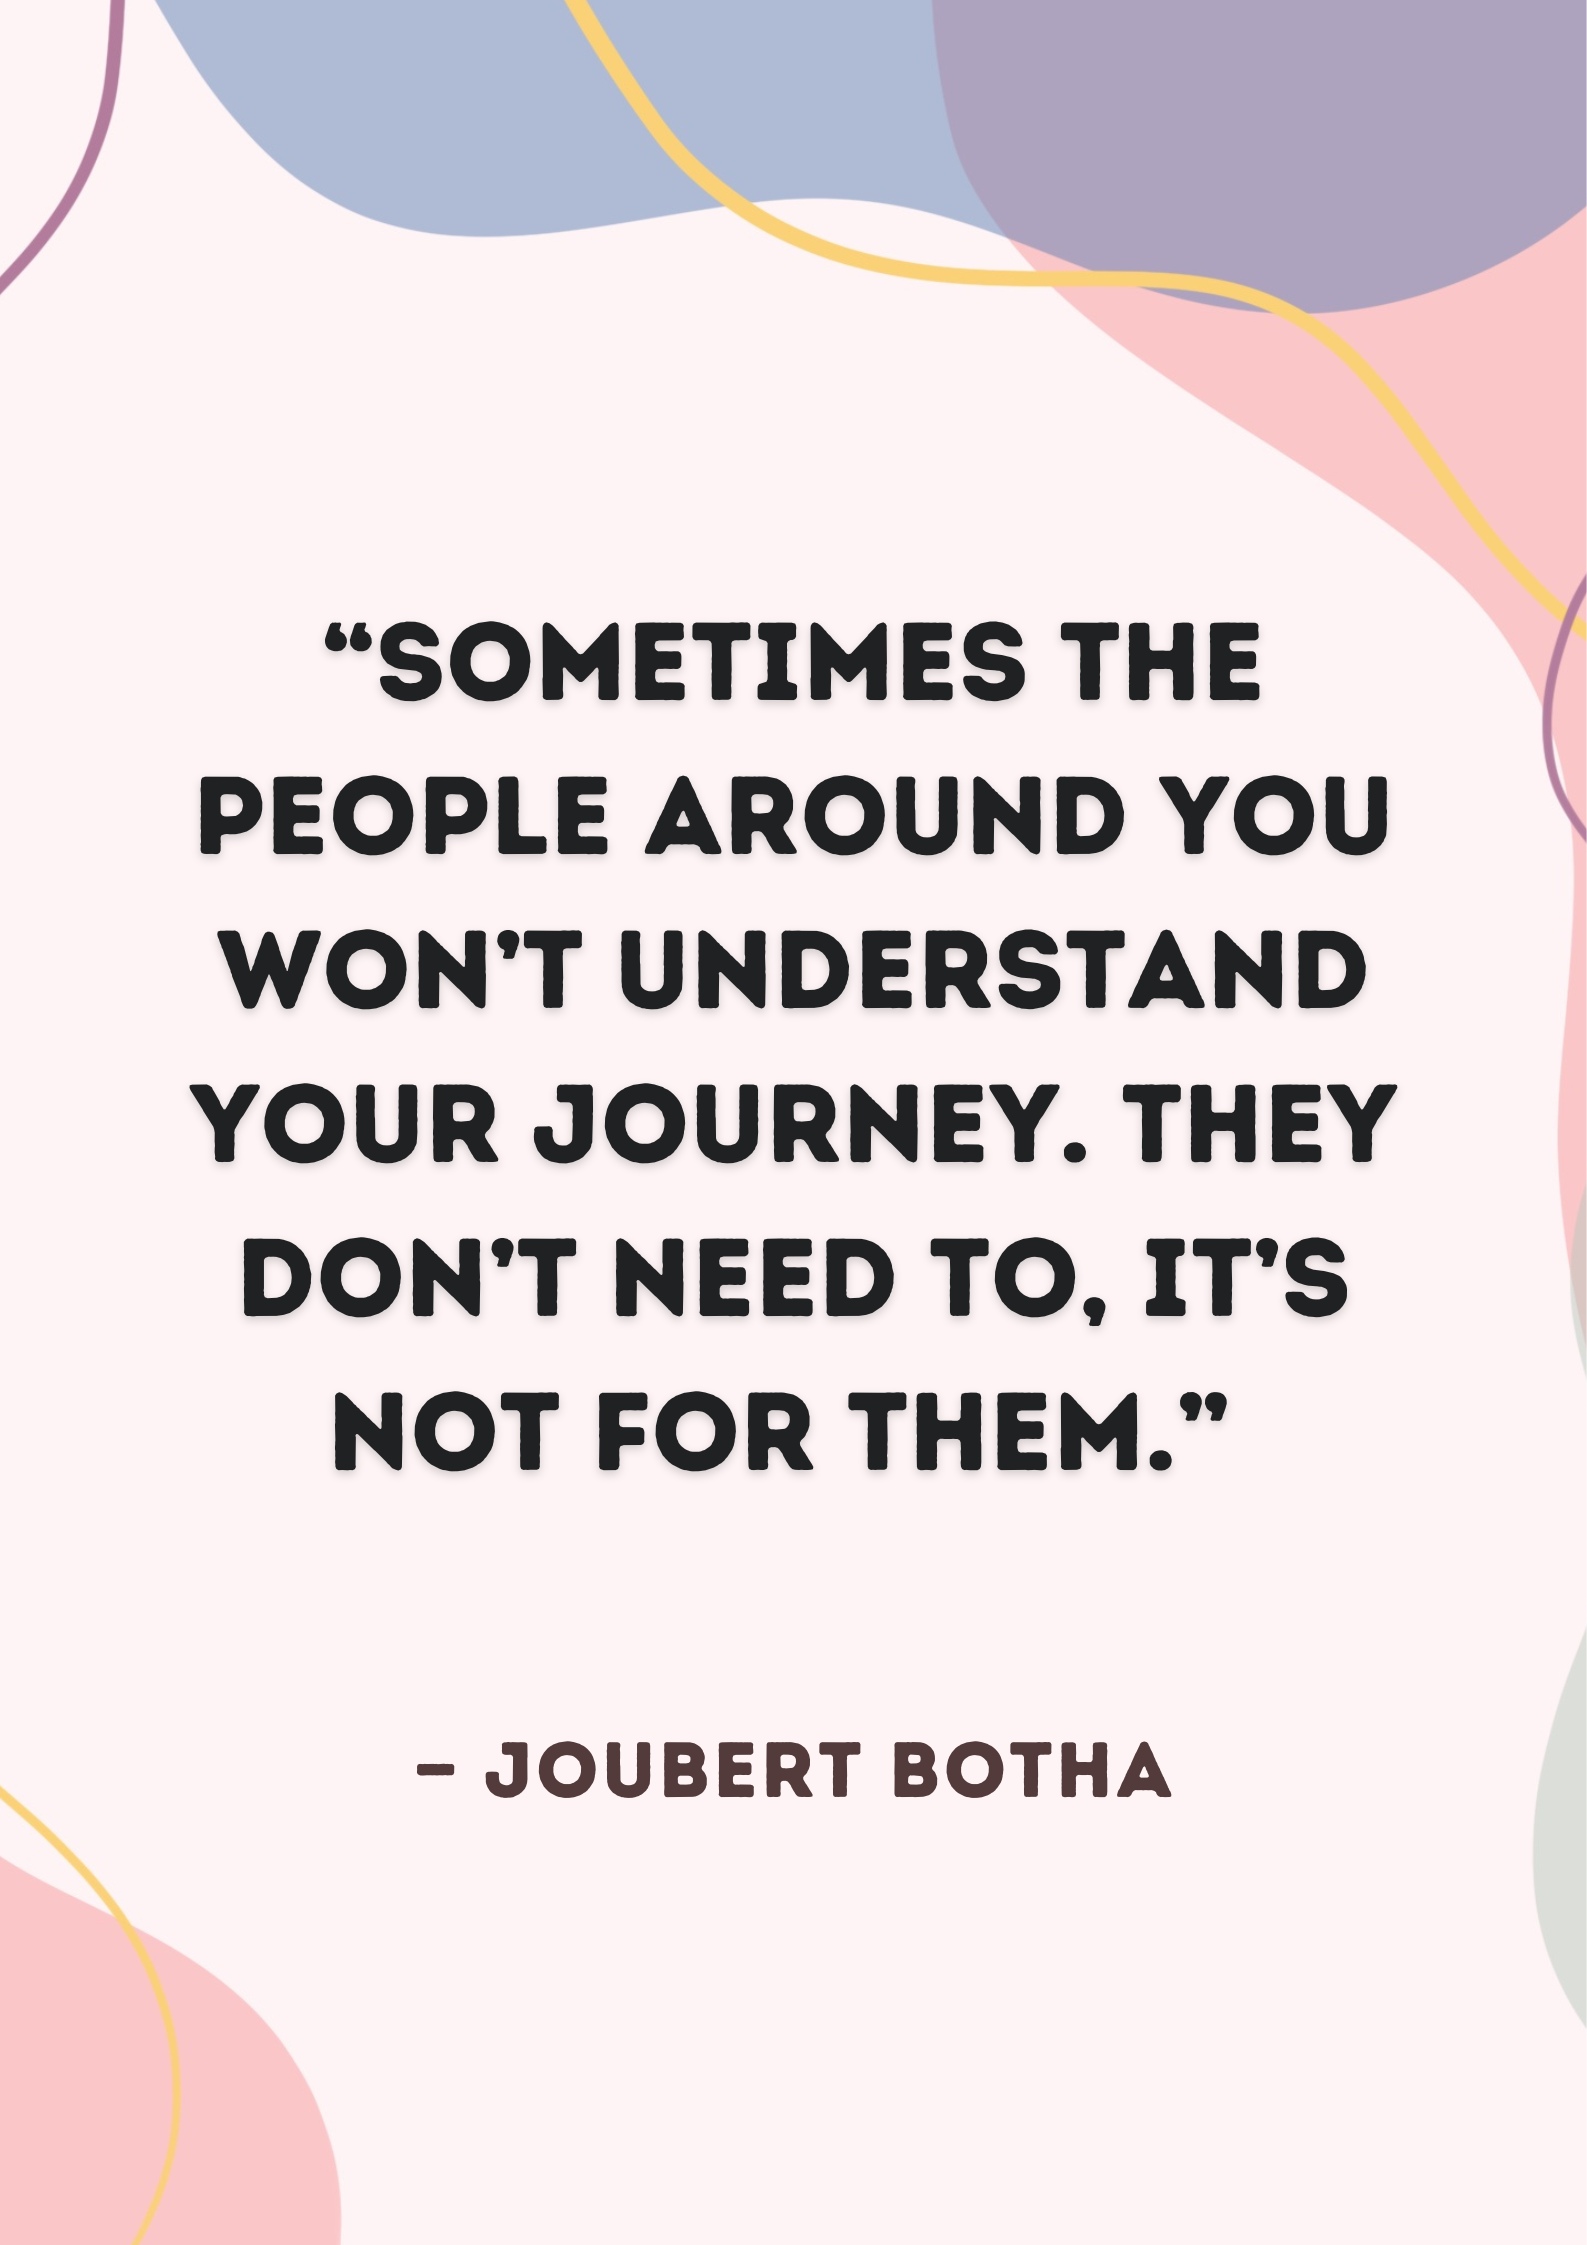 “SOMETIMES THE
PEOPLE AROUND YOU
WON’T UNDERSTAND
YOUR JOURNEY. THEY
DON’T NEED TO, IT’S
NOT FOR THEM.”
– JOUBERT BOTHA